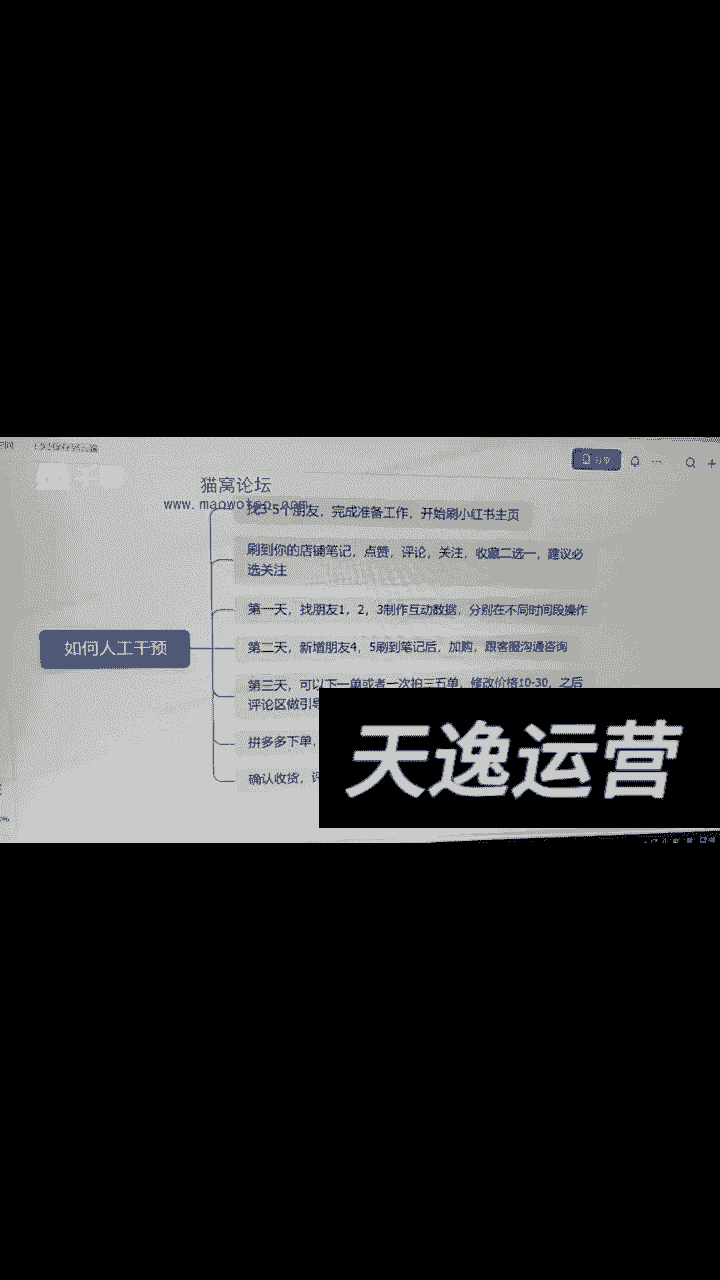 猫窝论坛
www.maowotao.com
找3-5个朋友，完成准备工作，开始刷小红书主页
刷到你的店铺笔记，点赞，评论，关注，收藏二选一，建议必
选关注
第一天，找朋友1，2，3制作互动数据，分别在不同时间段操作
如何人工干预
第二天，新增朋友4，5刷到笔记后，加购，跟客服沟通咨询
第三天，可以下一单或者一次拍三五单，修改价格10-30，之后
评论区做引导
拼多多下单，
确认收货，评
天逸运营